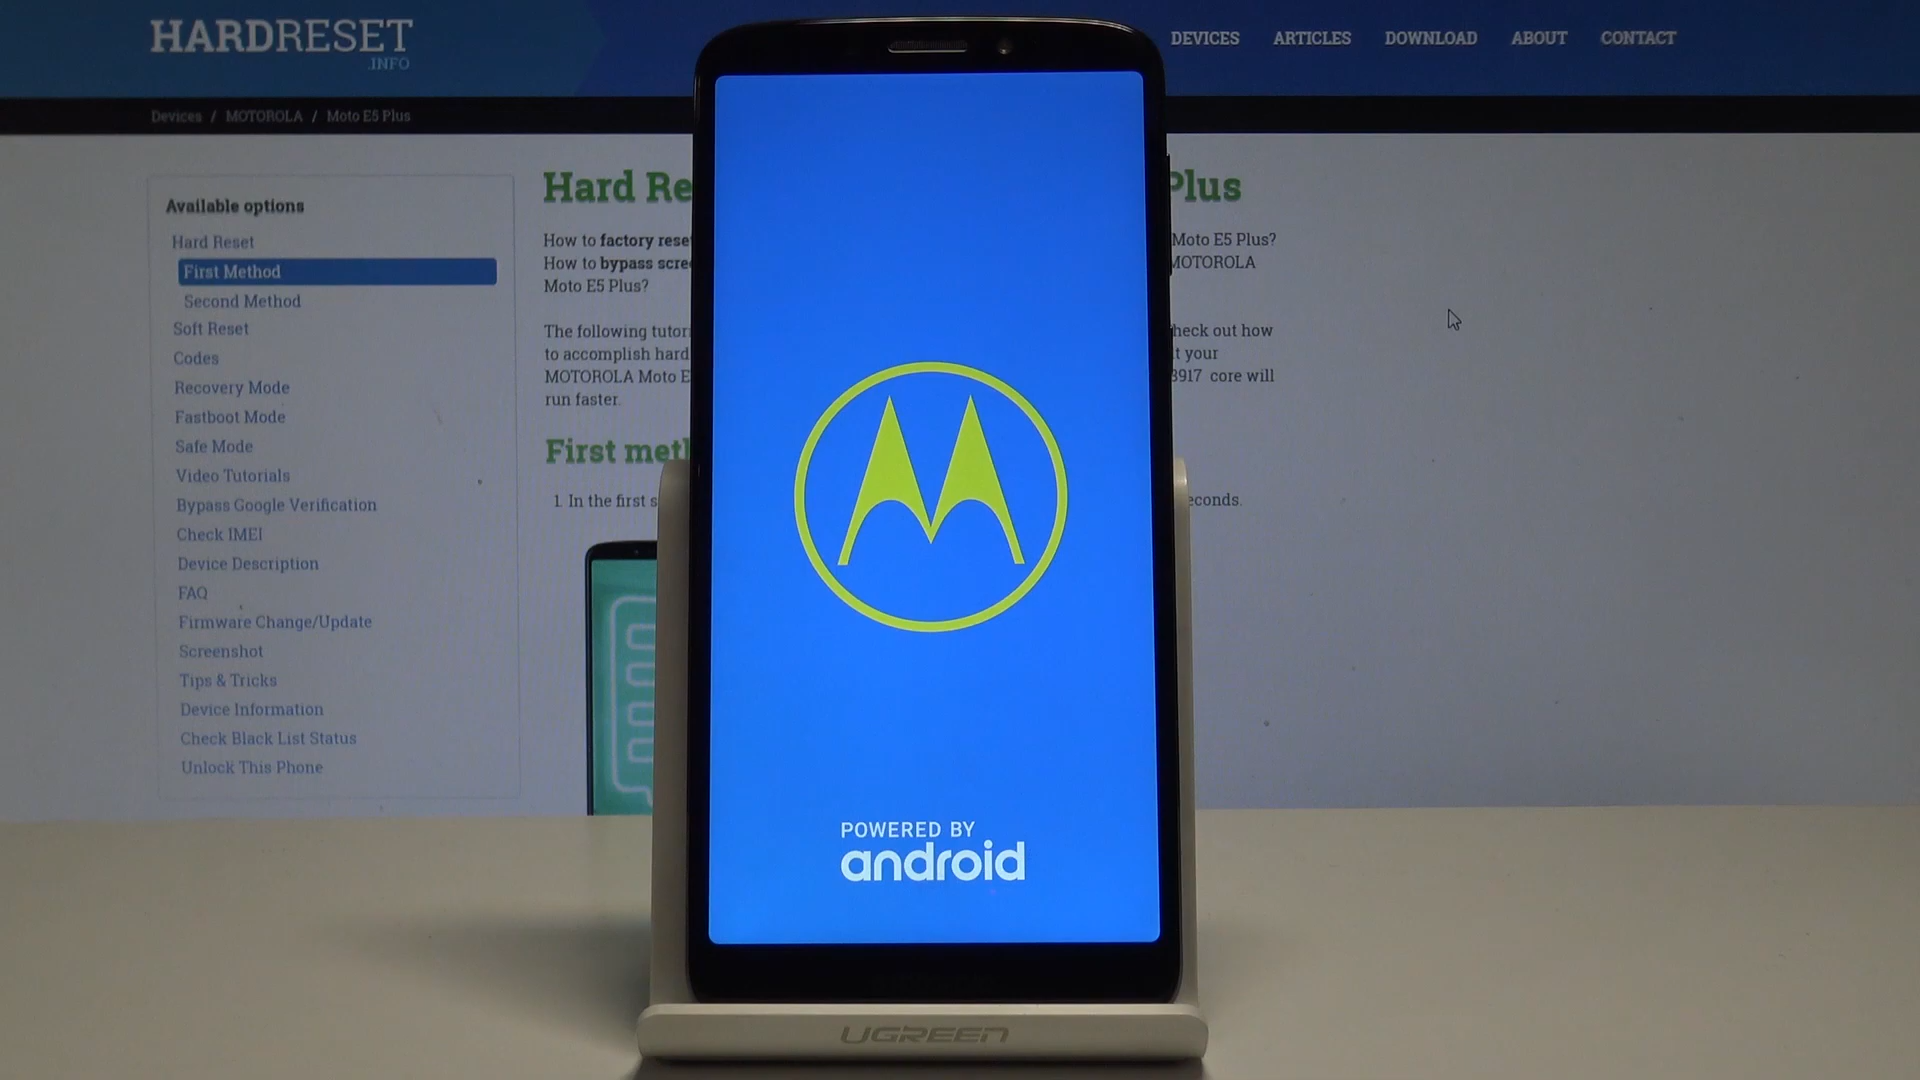 HARDRESET
.INFO
DEVICES ARTICLES DOWNLOAD ABOUT CONTACT
Devices / MOTOROLA / Moto E5 Plus
Available options
Hard Reset
First Method
Second Method
Soft Reset
Codes
Recovery Mode
Fastboot Mode
Safe Mode
Video Tutorials
Bypass Google Verification
Check IMEI
Device Description
FAQ
Firmware Change/Update
Screenshot
Tips & Tricks
Device Information
Check Black List Status
Unlock This Phone
Hard Re Plus
How to factory rese Moto E5 Plus?
How to bypass scre MOTOROLA
Moto E5 Plus?
The following tutor heck out how
to accomplish hard t your
MOTOROLA Moto E 3917 core will
run faster.
First met
1. In the first s econds.
POWERED BY
android
UGREEN